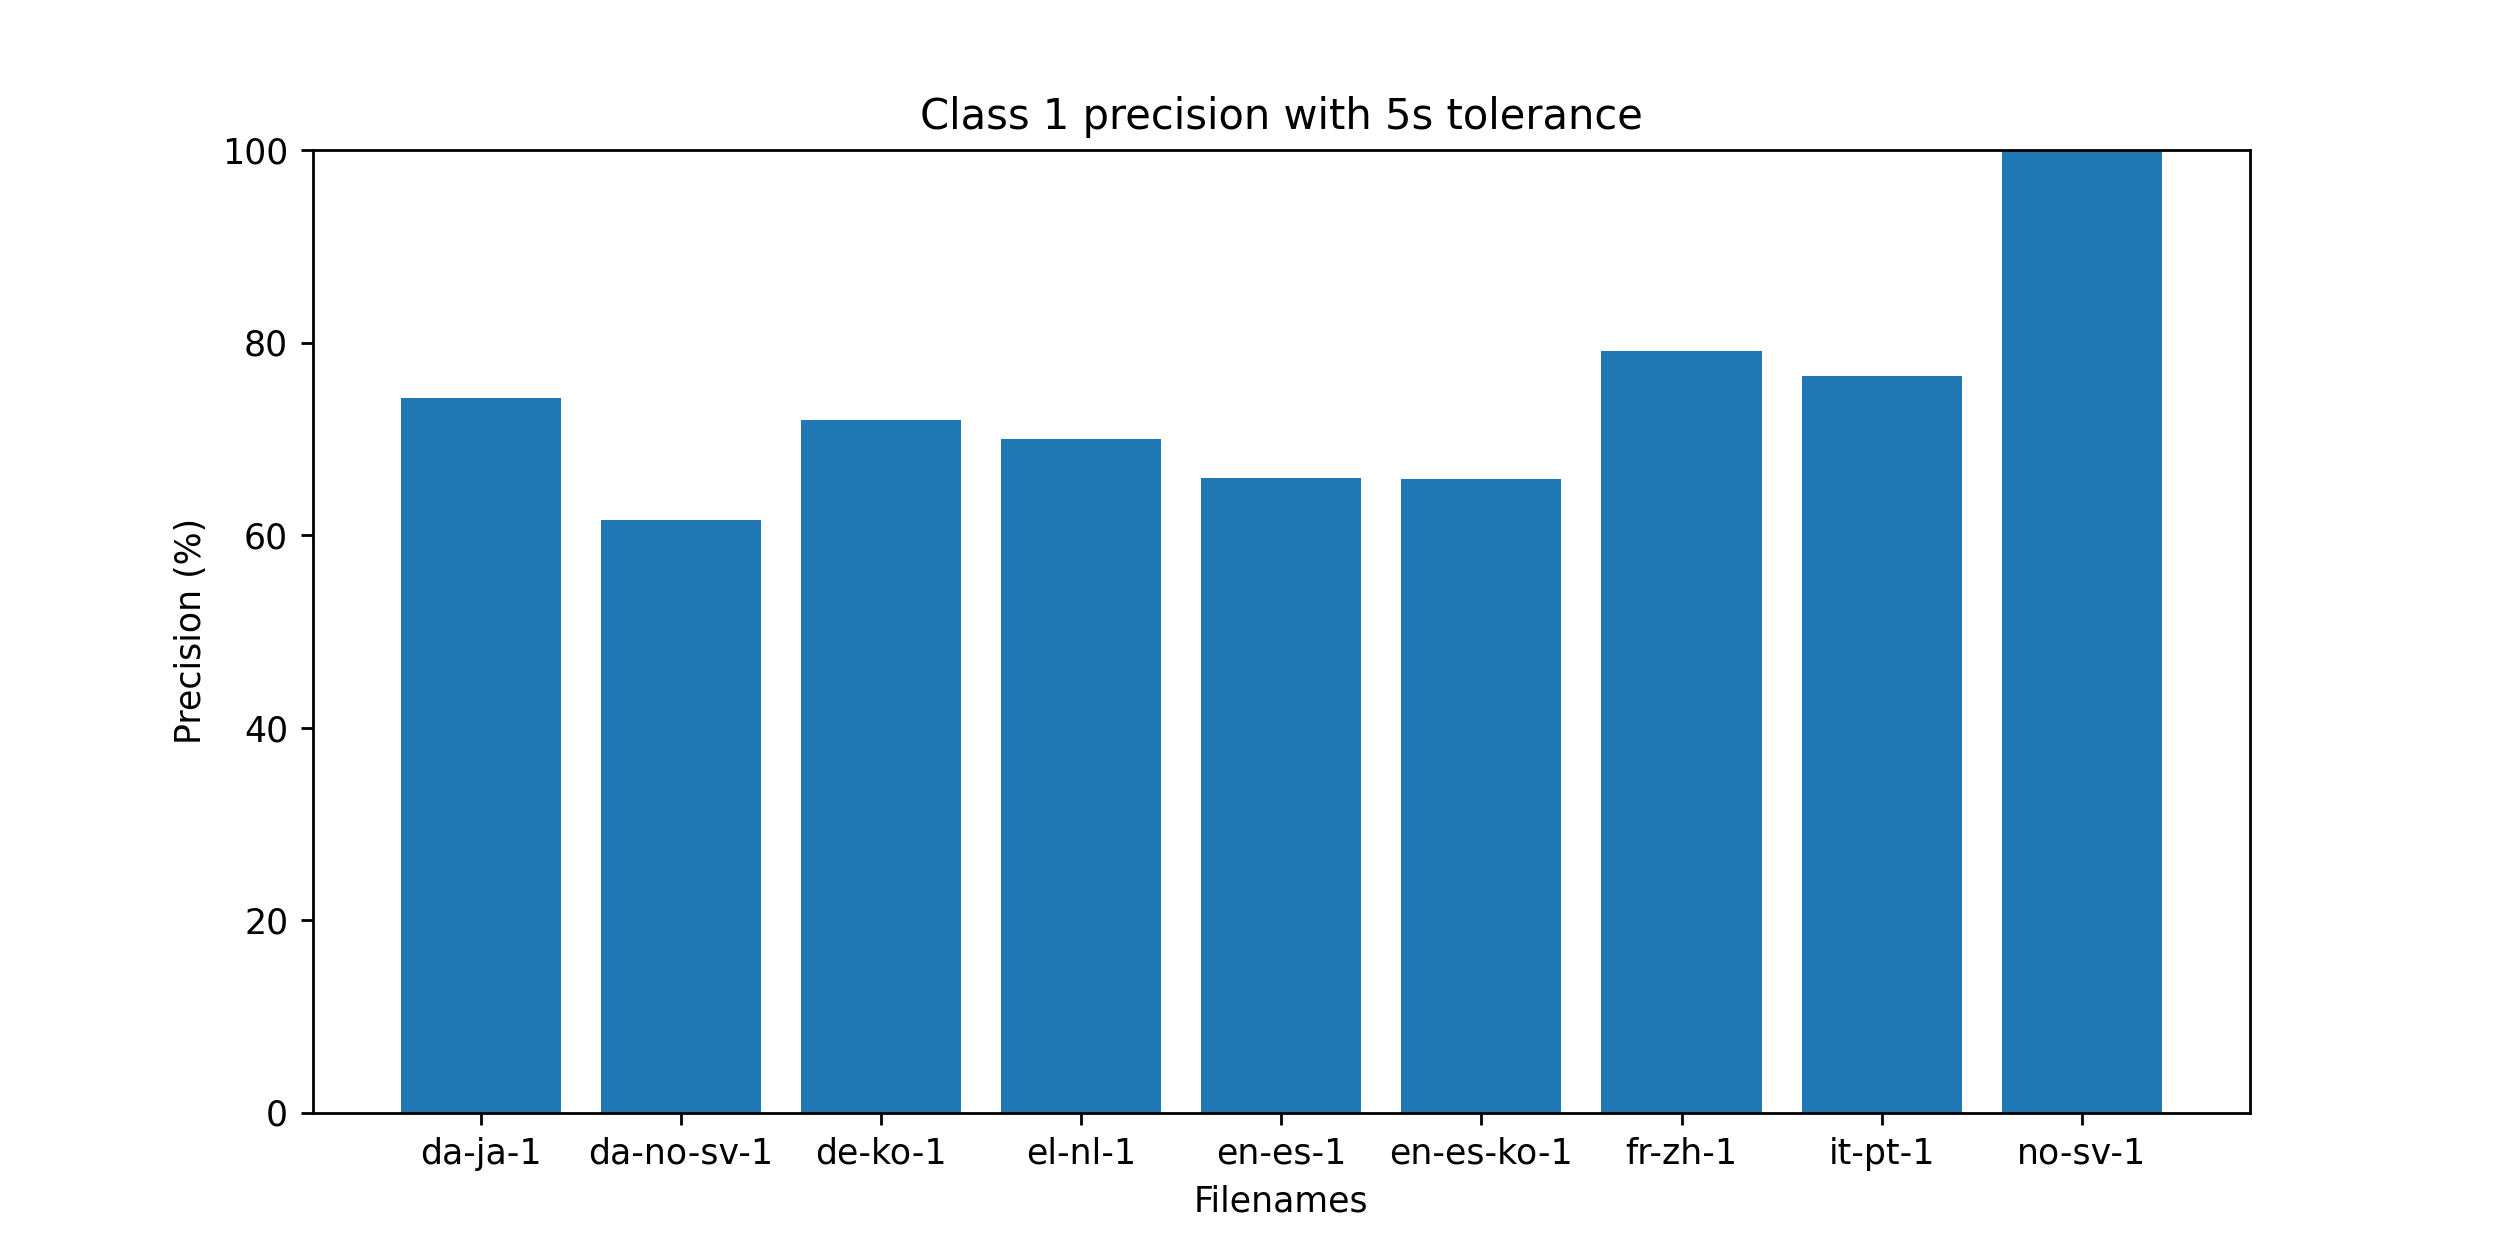 Class 1 precision with 5s tolerance
100
80
60
40
20
0
Precision (%)
da-ja-1 da-no-sv-1 de-ko-1 el-nl-1 en-es-1 en-es-ko-1 fr-zh-1 it-pt-1 no-sv-1
Filenames